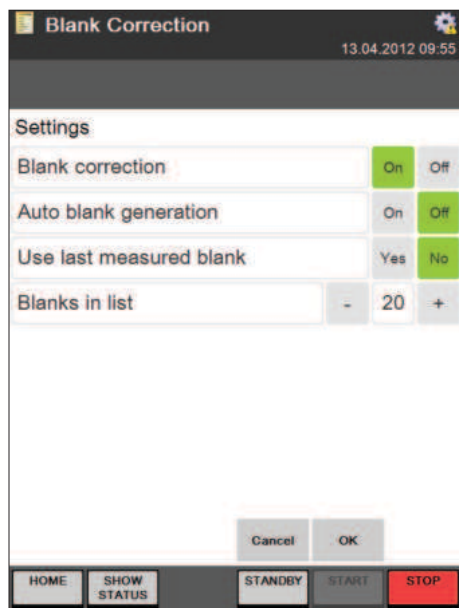 Blank Correction
13.04.2012 09:55
Settings
Blank correction On Off
Auto blank generation On Off
Use last measured blank Yes No
Blanks in list - 20 +
Cancel OK
HOME SHOW STATUS STANDBY START STOP